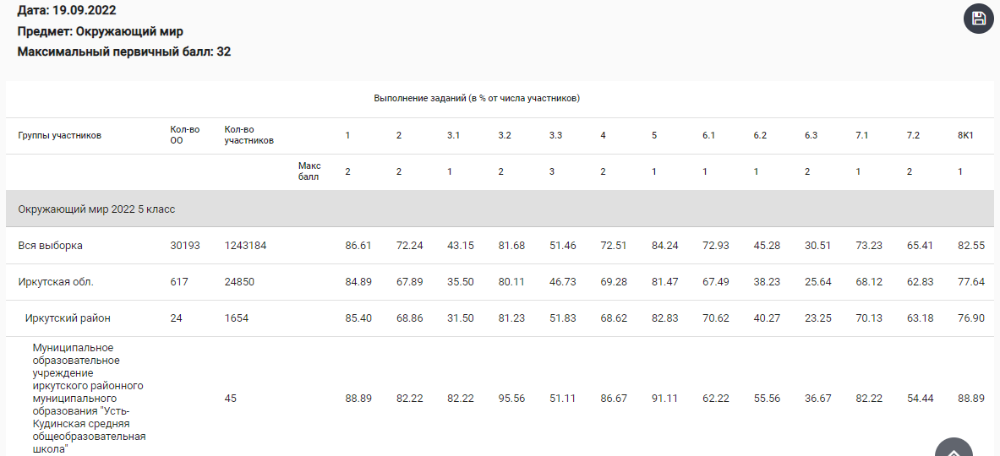 Дата: 19.09.2022
Предмет: Окружающий мир
Максимальный первичный балл: 32
Выполнение заданий (в % от числа участников)
Группы участников Кол-во ОО Кол-во участников 1 2 3.1 3.2 3.3 4 5 6.1 6.2 6.3 7.1 7.2 8K1
Макс балл 2 2 1 2 3 2 1 1 1 2 1 2 1
Окружающий мир 2022 5 класс
Вся выборка 30193 1243184 86.61 72.24 43.15 81.68 51.46 72.51 84.24 72.93 45.28 30.51 73.23 65.41 82.55
Иркутская обл. 617 24850 84.89 67.89 35.50 80.11 46.73 69.28 81.47 67.49 38.23 25.64 68.12 62.83 77.64
Иркутский район 24 1654 85.40 68.86 31.50 81.23 51.83 68.62 82.83 70.62 40.27 23.25 70.13 63.18 76.90
Муниципальное
образовательное
учреждение
иркутского районного
муниципального 45 88.89 82.22 82.22 95.56 51.11 86.67 91.11 62.22 55.56 36.67 82.22 54.44 88.89
образования "Усть-
Кудинская средняя
общеобразовательная
школа"